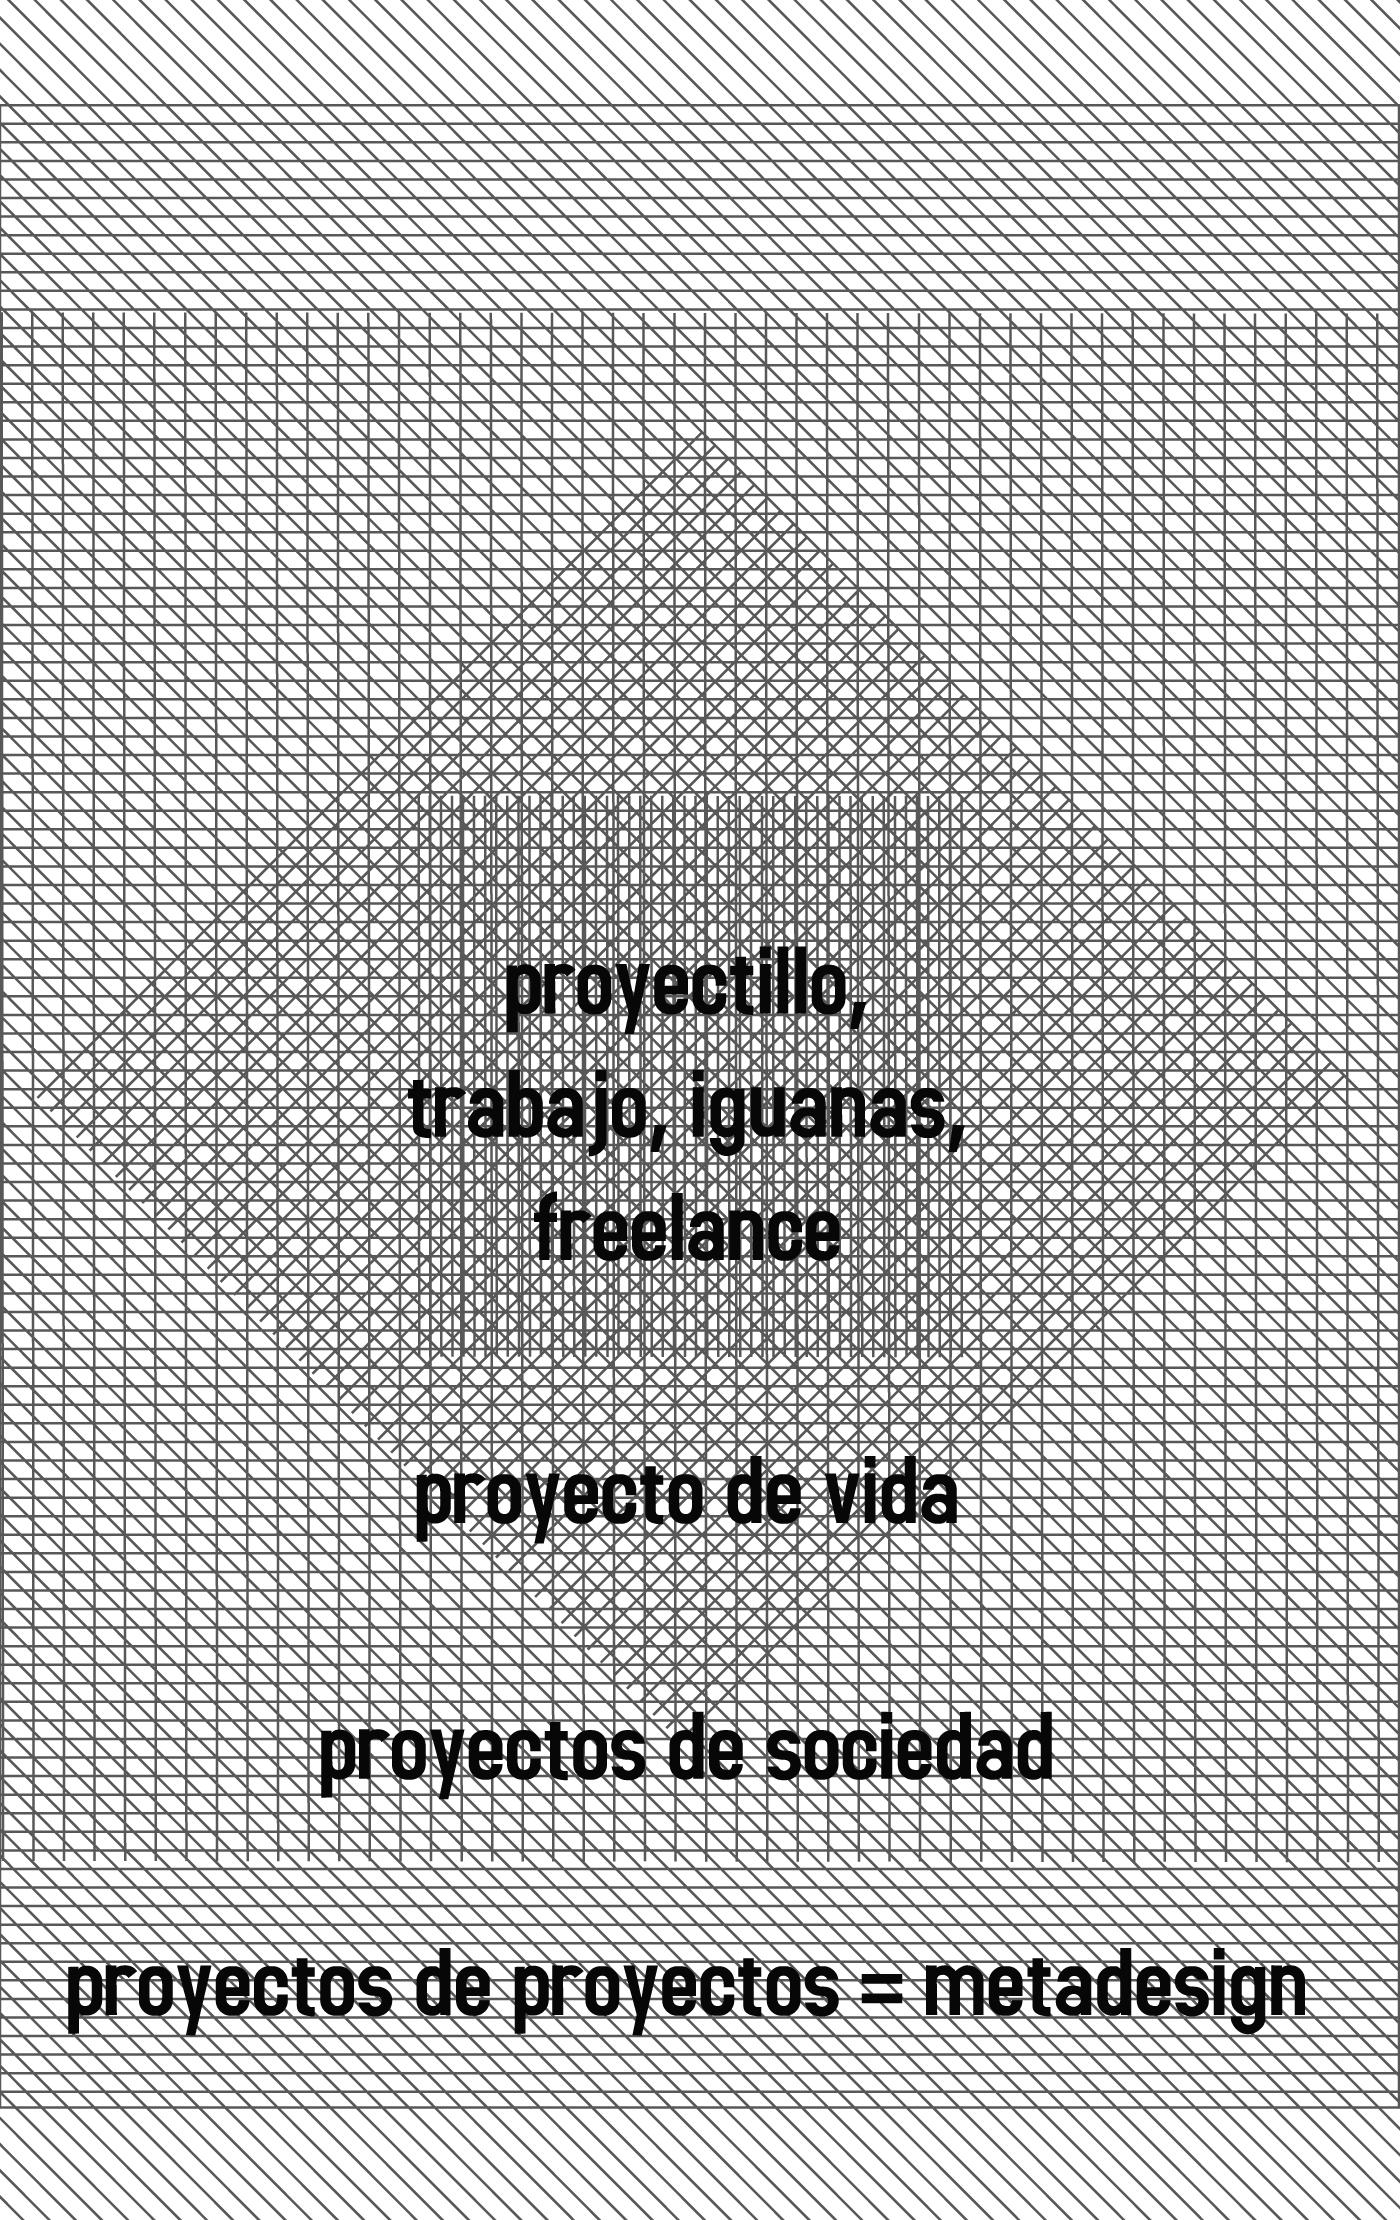 proyectillo,
trabajo, iguanas,
freelance
proyecto de vida
proyectos de sociedad
proyectos de proyectos = metadesign